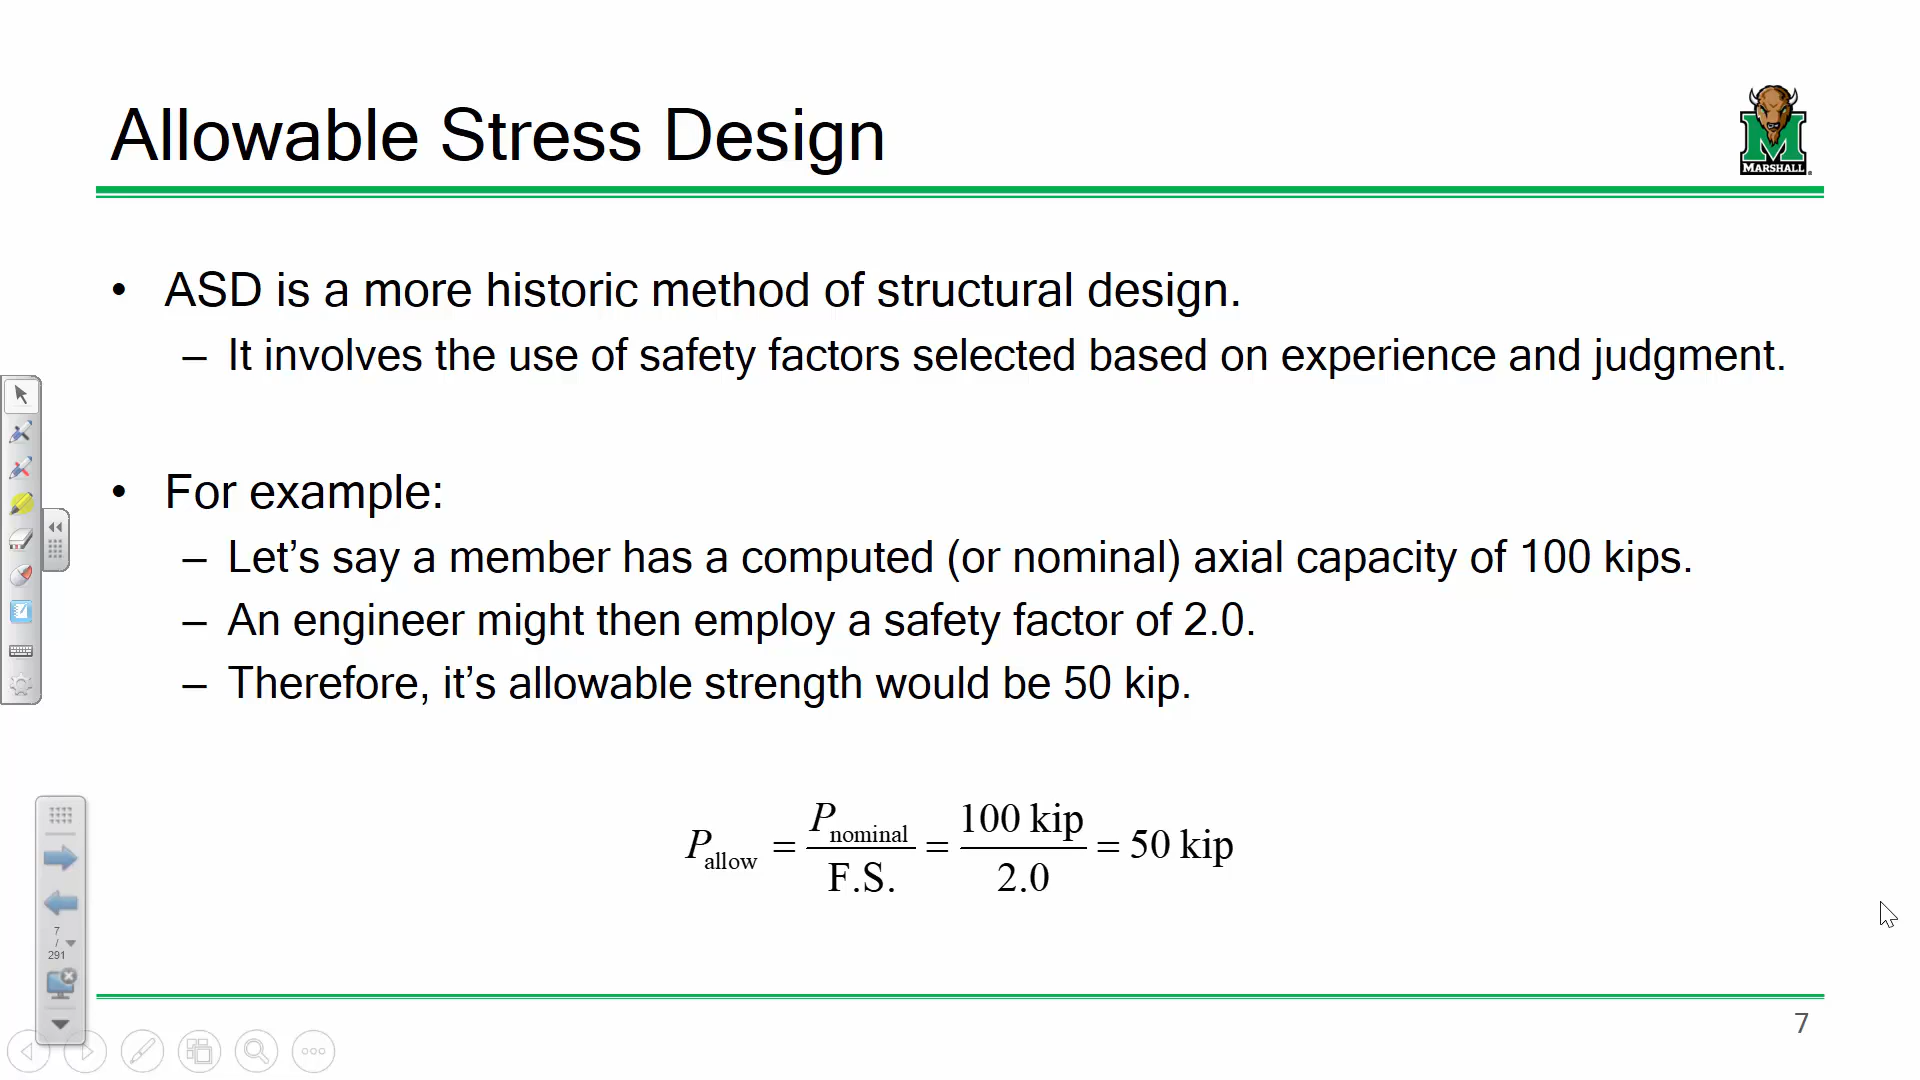 Allowable Stress Design
MARSHALL
• ASD is a more historic method of structural design.
– It involves the use of safety factors selected based on experience and judgment.
• For example:
– Let’s say a member has a computed (or nominal) axial capacity of 100 kips.
– An engineer might then employ a safety factor of 2.0.
– Therefore, it’s allowable strength would be 50 kip.
P_allow = P_nominal / F.S. = 100 kip / 2.0 = 50 kip
7
/
291
7